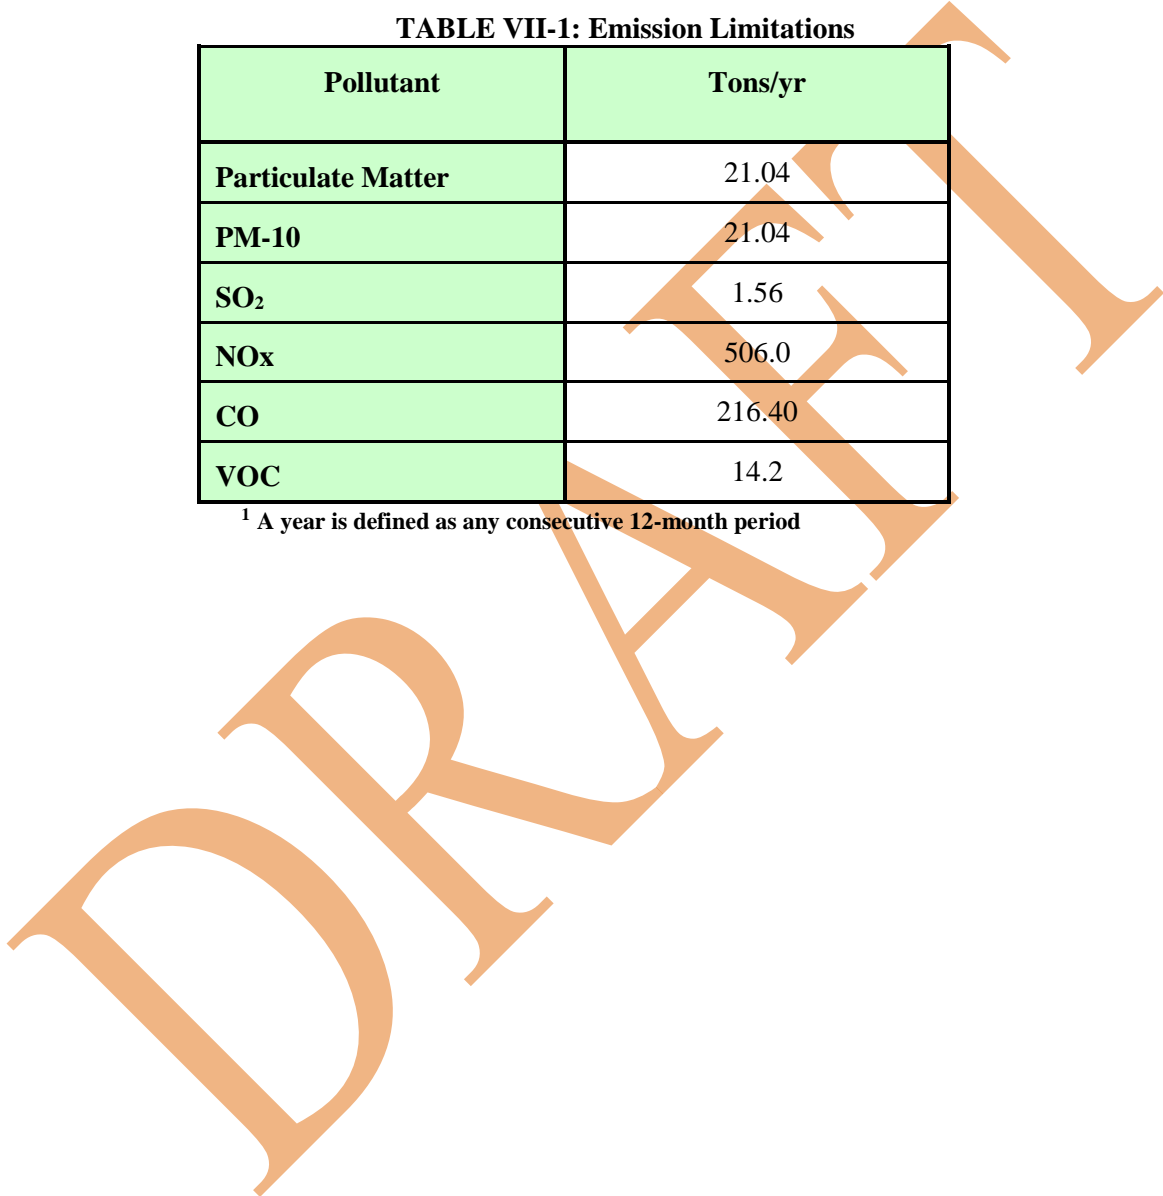 TABLE VII-1: Emission Limitations
Pollutant Tons/yr
Particulate Matter 21.04
PM-10 21.04
SO₂ 1.56
NOx 506.0
CO 216.40
VOC 14.2
¹ A year is defined as any consecutive 12-month period
DRAFT